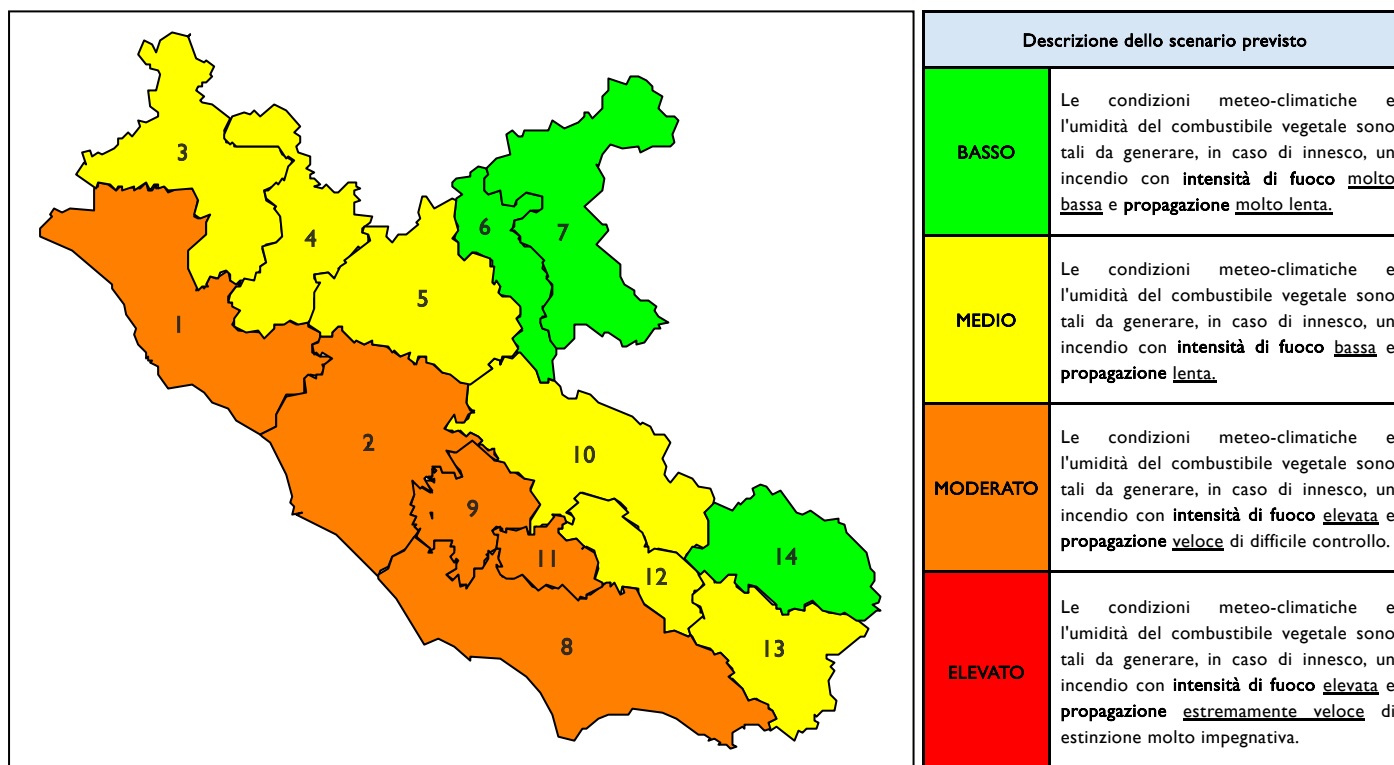 3
4
6
7
5
1
2
10
9
11
12
14
8
13
Descrizione dello scenario previsto
BASSO
Le condizioni meteo-climatiche e
l'umidità del combustibile vegetale sono
tali da generare, in caso di innesco, un
incendio con intensità di fuoco molto
bassa e propagazione molto lenta.
MEDIO
Le condizioni meteo-climatiche e
l'umidità del combustibile vegetale sono
tali da generare, in caso di innesco, un
incendio con intensità di fuoco bassa e
propagazione lenta.
MODERATO
Le condizioni meteo-climatiche e
l'umidità del combustibile vegetale sono
tali da generare, in caso di innesco, un
incendio con intensità di fuoco elevata e
propagazione veloce di difficile controllo.
ELEVATO
Le condizioni meteo-climatiche e
l'umidità del combustibile vegetale sono
tali da generare, in caso di innesco, un
incendio con intensità di fuoco elevata e
propagazione estremamente veloce di
estinzione molto impegnativa.